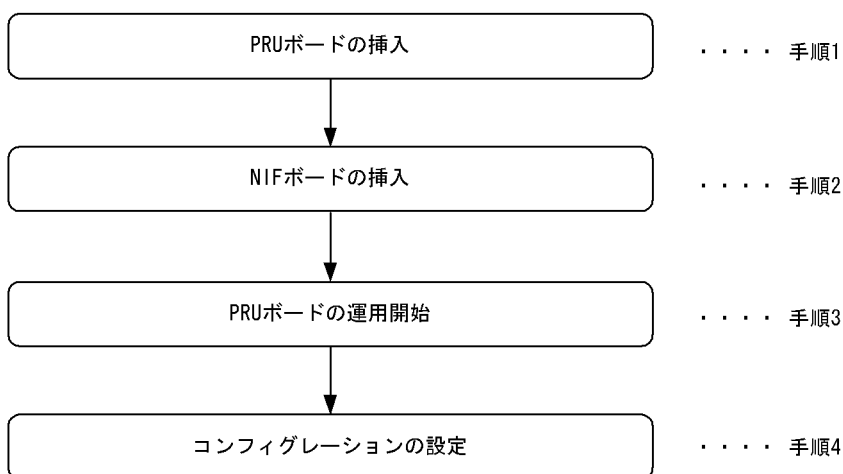 PRUボードの挿入 ・・・・ 手順1
NIFボードの挿入 ・・・・ 手順2
PRUボードの運用開始 ・・・・ 手順3
コンフィグレーションの設定 ・・・・ 手順4